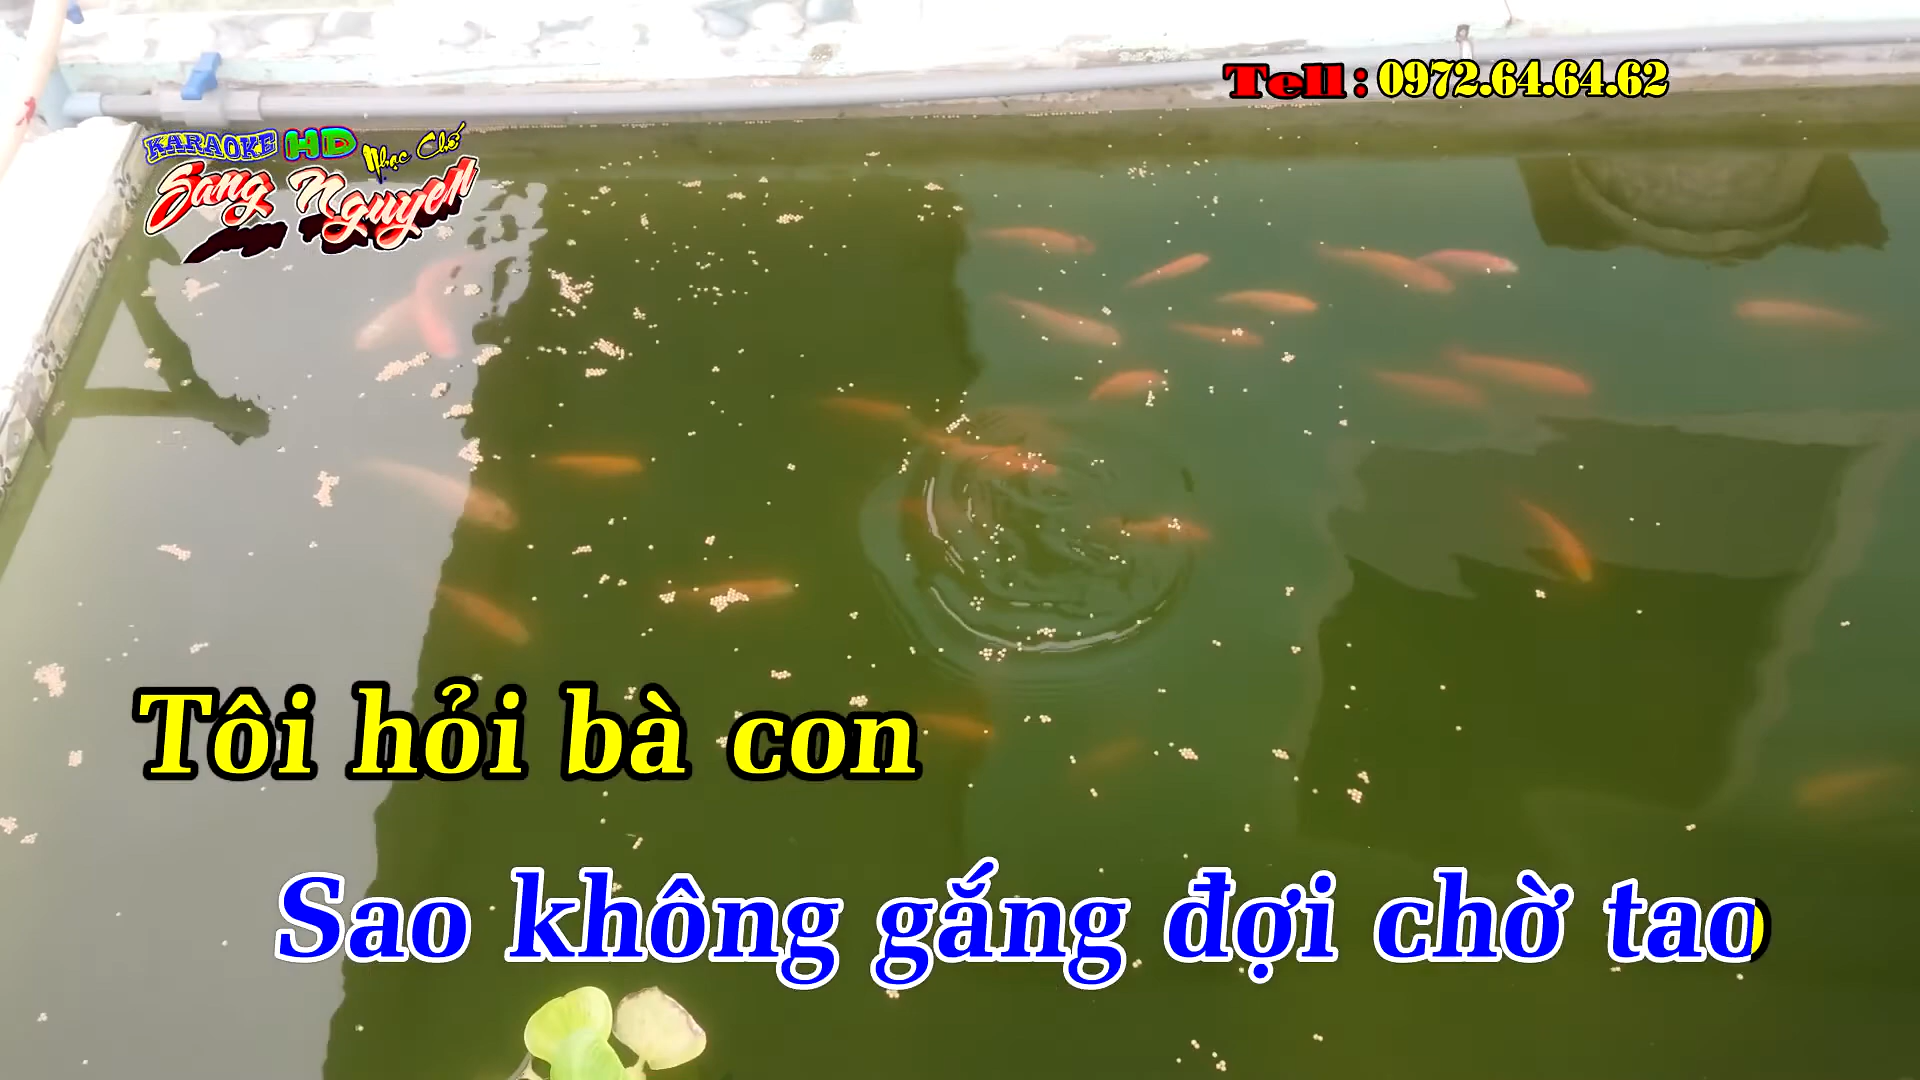 Tell : 0972.64.64.62
KARAOKE HD Nhạc Chế
Sang Nguyen
Tôi hỏi bà con
Sao không gắng đợi chờ tao